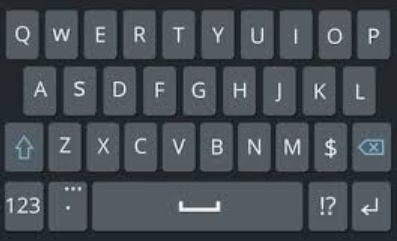 Q W E R T Y U I O P
A S D F G H J K L
Z X C V B N M $
123 . !?